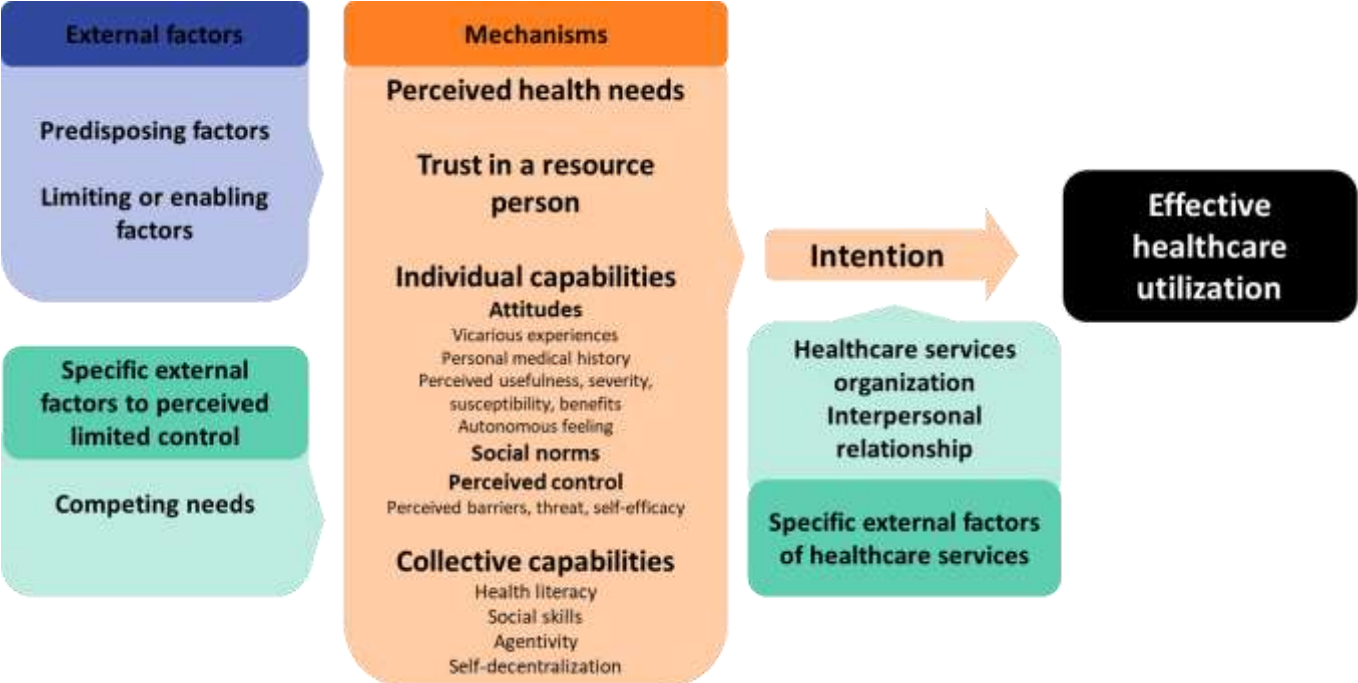 External factors
Predisposing factors
Limiting or enabling
factors
Specific external
factors to perceived
limited control
Competing needs
Mechanisms
Perceived health needs
Trust in a resource
person
Individual capabilities
Attitudes
Vicarious experiences
Personal medical history
Perceived usefulness, severity,
susceptibility, benefits
Autonomous feeling
Social norms
Perceived control
Perceived barriers, threat, self-efficacy
Collective capabilities
Health literacy
Social skills
Agentivity
Self-decentralization
Intention
Healthcare services
organization
Interpersonal
relationship
Specific external factors
of healthcare services
Effective
healthcare
utilization